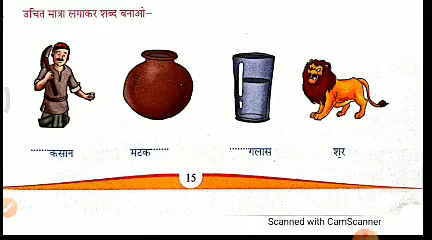 उचित मात्रा लगाकर शब्द बनाओ–
........कसान मटक...... ........गलास शर
15
Scanned with CamScanner